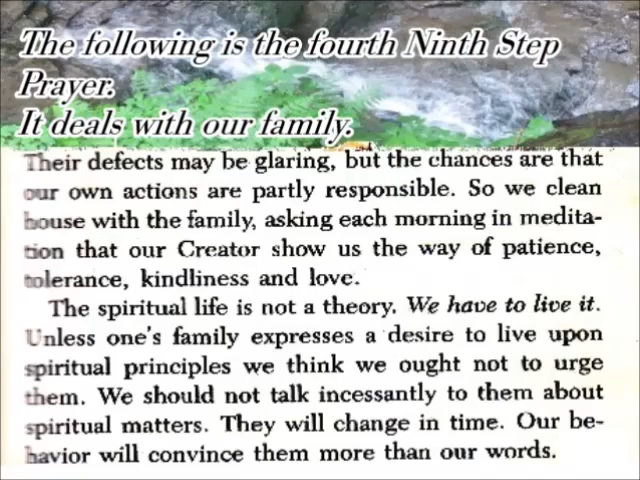 The following is the fourth Ninth Step
Prayer.
It deals with our family.
Their defects may be glaring, but the chances are that
our own actions are partly responsible. So we clean
house with the family, asking each morning in medita-
tion that our Creator show us the way of patience,
tolerance, kindliness and love.
The spiritual life is not a theory. We have to live it.
Unless one's family expresses a desire to live upon
spiritual principles we think we ought not to urge
them. We should not talk incessantly to them about
spiritual matters. They will change in time. Our be-
havior will convince them more than our words.